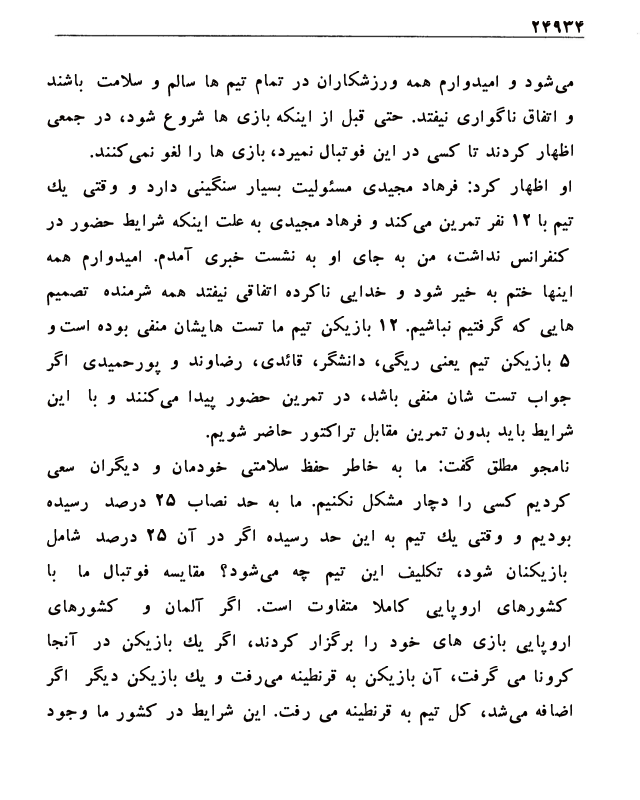 ۲۴۹۳۴
می‌شود و امیدوارم همه ورزشکاران در تمام تیم ها سالم و سلامت باشند
و اتفاق ناگواری نیفتد. حتی قبل از اینکه بازی ها شروع شود، در جمعی
اظهار کردند تا کسی در این فوتبال نمیرد، بازی ها را لغو نمی‌کنند.
او اظهار کرد: فرهاد مجیدی مسئولیت بسیار سنگینی دارد و وقتی یك
تیم با ۱۲ نفر تمرین می‌کند و فرهاد مجیدی به علت اینکه شرایط حضور در
کنفرانس نداشت، من به جای او به نشست خبری آمدم. امیدوارم همه
اینها ختم به خیر شود و خدایی ناکرده اتفاقی نیفتد همه شرمنده تصمیم
هایی که گرفتیم نباشیم. ۱۲ بازیکن تیم ما تست هایشان منفی بوده است و
۵ بازیکن تیم یعنی ریگی، دانشگر، قائدی، رضاوند و پورحمیدی اگر
جواب تست شان منفی باشد، در تمرین حضور پیدا می‌کنند و با این
شرایط باید بدون تمرین مقابل تراکتور حاضر شویم.
نامجو مطلق گفت: ما به خاطر حفظ سلامتی خودمان و دیگران سعی
کردیم کسی را دچار مشکل نکنیم. ما به حد نصاب ۲۵ درصد رسیده
بودیم و وقتی یك تیم به این حد رسیده اگر در آن ۲۵ درصد شامل
بازیکنان شود، تکلیف این تیم چه می‌شود؟ مقایسه فوتبال ما با
کشورهای اروپایی کاملا متفاوت است. اگر آلمان و کشورهای
اروپایی بازی های خود را برگزار کردند، اگر یك بازیکن در آنجا
کرونا می گرفت، آن بازیکن به قرنطینه می‌رفت و یك بازیکن دیگر اگر
اضافه می‌شد، کل تیم به قرنطینه می رفت. این شرایط در کشور ما وجود